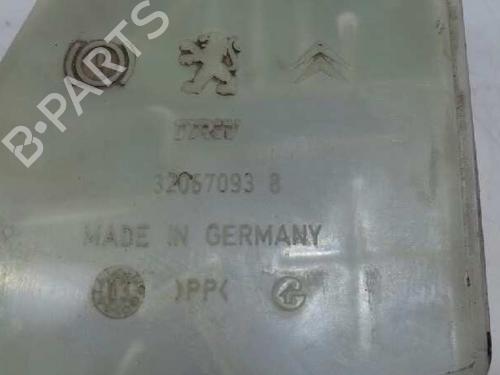 B-PARTS
TRW
32067093 8
MADE IN GERMANY
>PP<